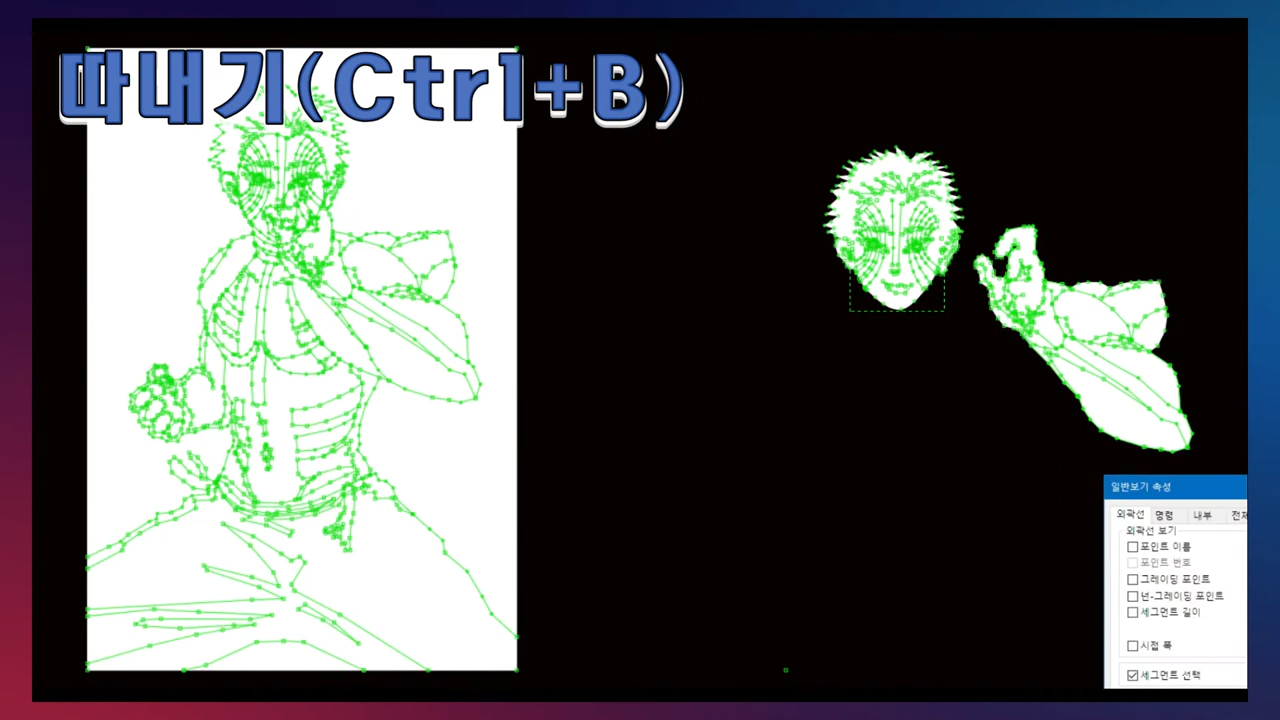 따내기(Ctrl+B)
일반보기 속성
외곽선 명령 내부 전체
외곽선 보기
포인트 이름
포인트 번호
그레이딩 포인트
넌-그레이딩 포인트
세그먼트 길이
시접 폭
세그먼트 선택